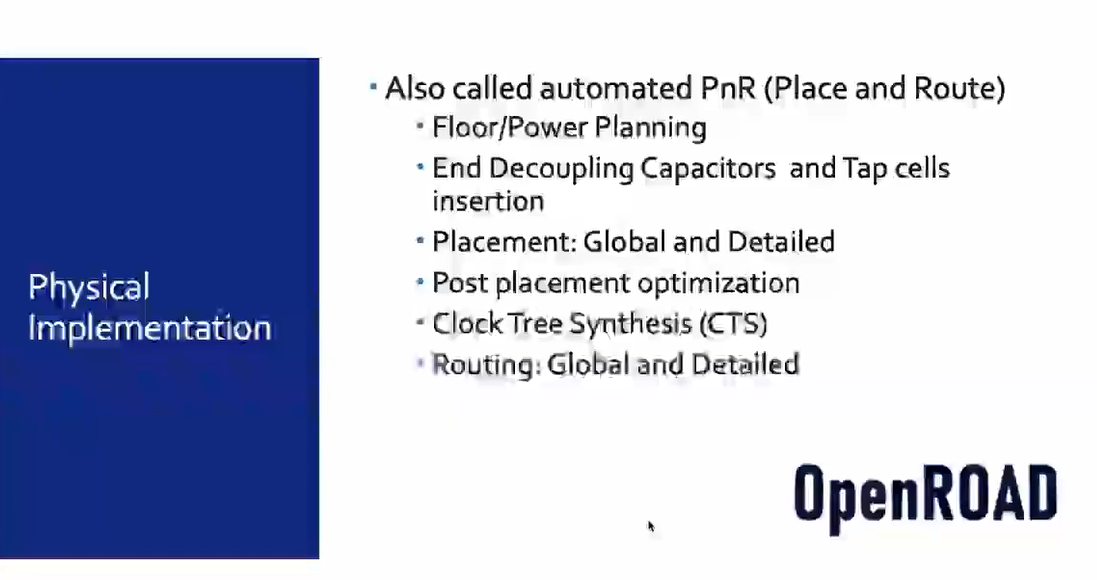 Physical
Implementation
• Also called automated PnR (Place and Route)
• Floor/Power Planning
• End Decoupling Capacitors and Tap cells
insertion
• Placement: Global and Detailed
• Post placement optimization
• Clock Tree Synthesis (CTS)
• Routing: Global and Detailed
OpenROAD